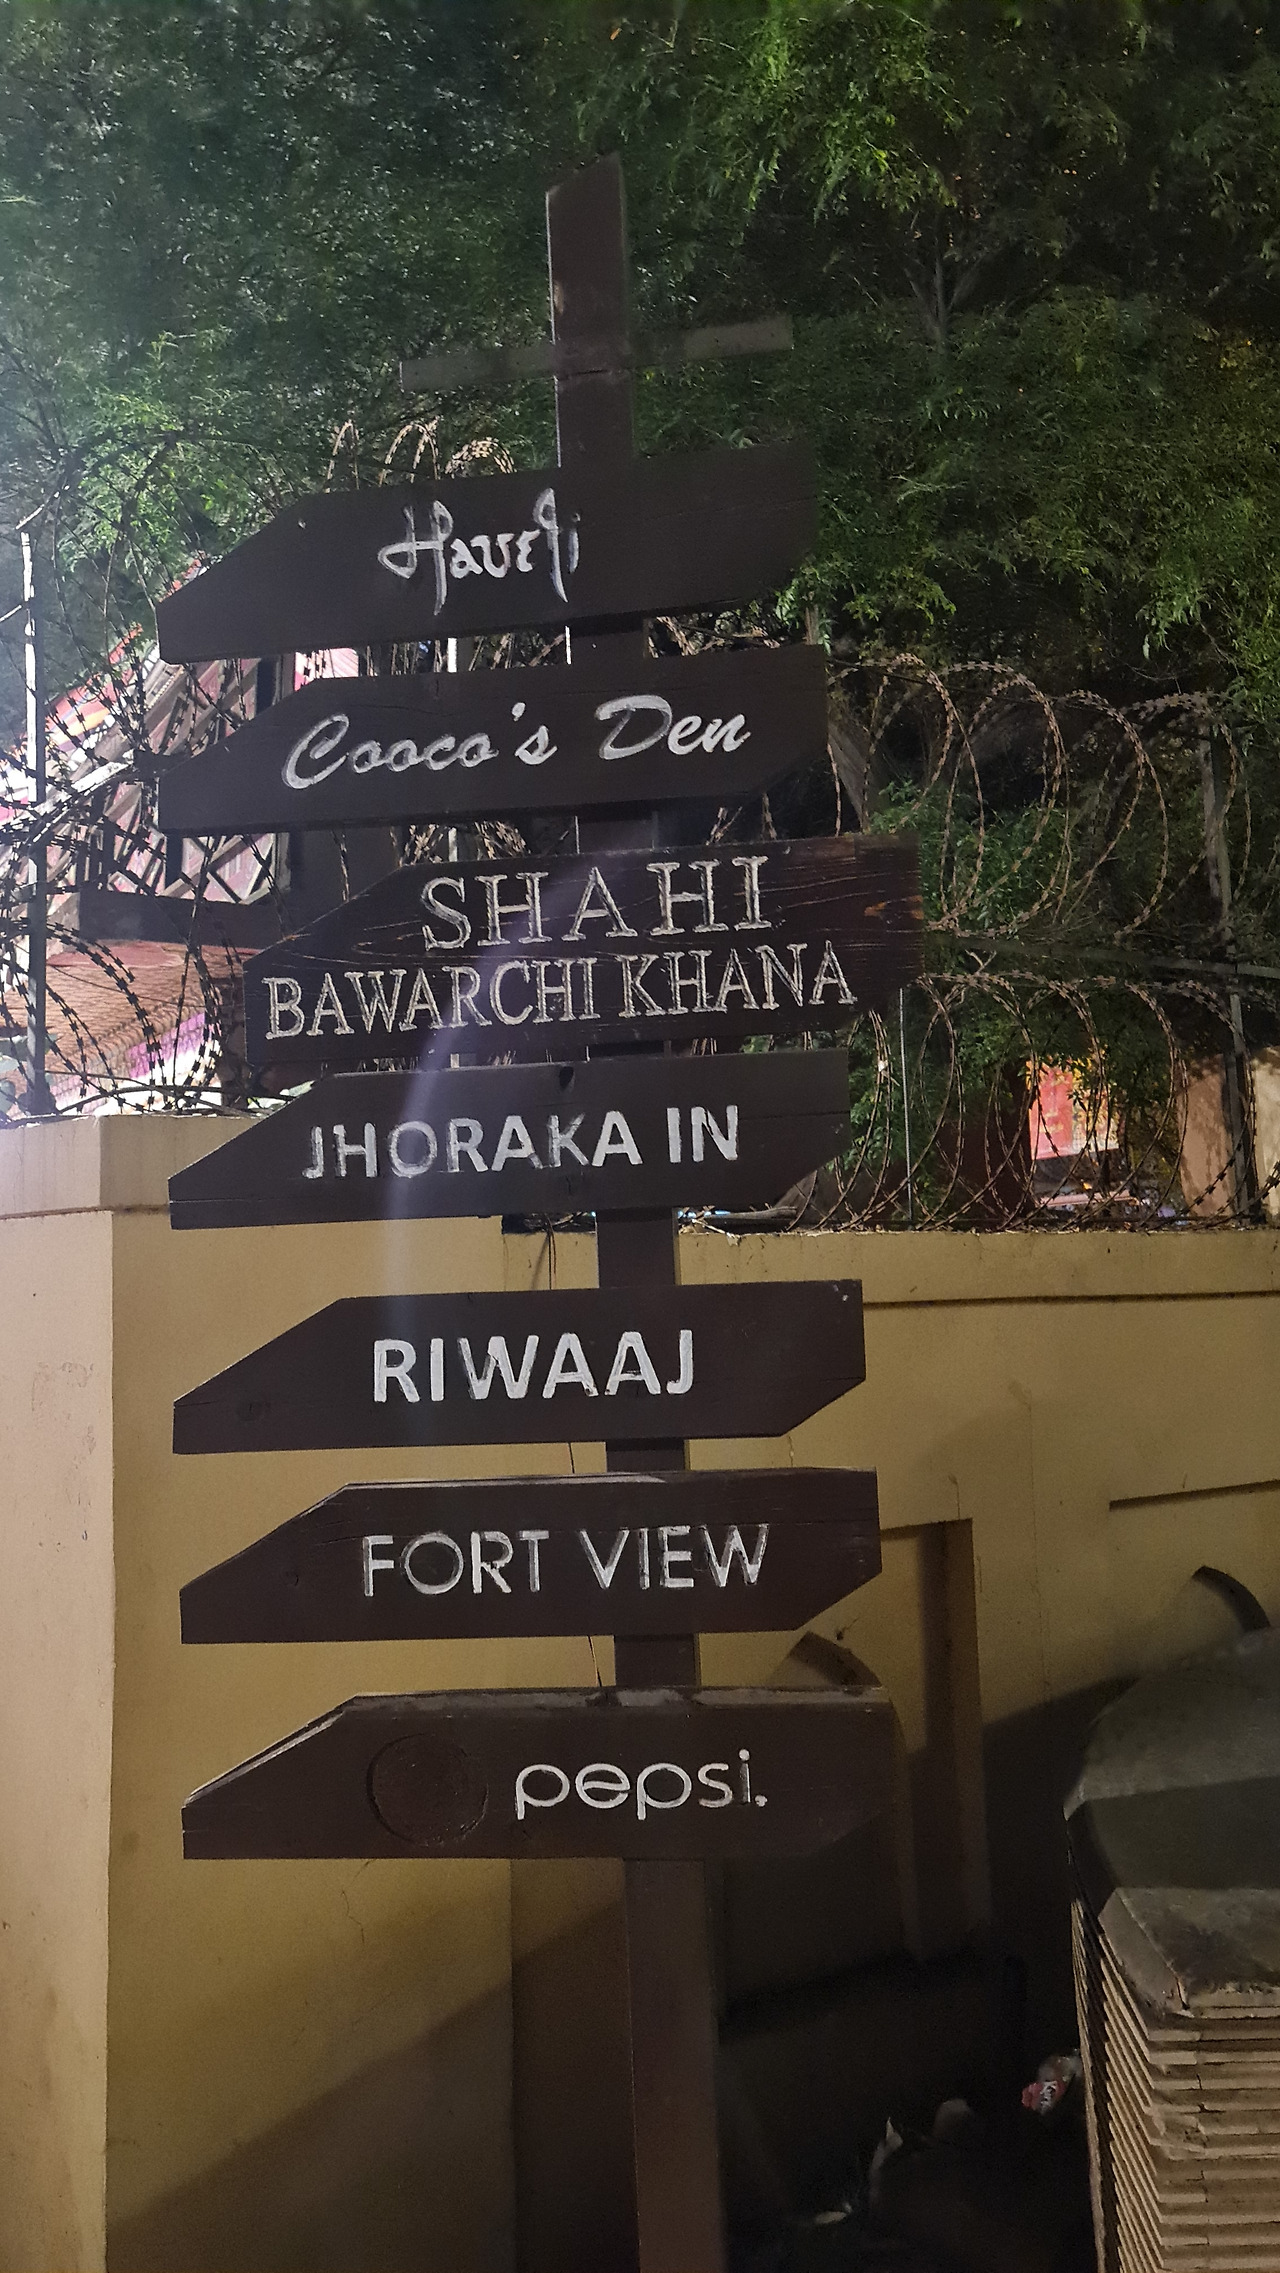 Haveli
Cooco's Den
SHAHI
BAWARCHI KHANA
JHORAKA IN
RIWAAJ
FORT VIEW
pepsi.